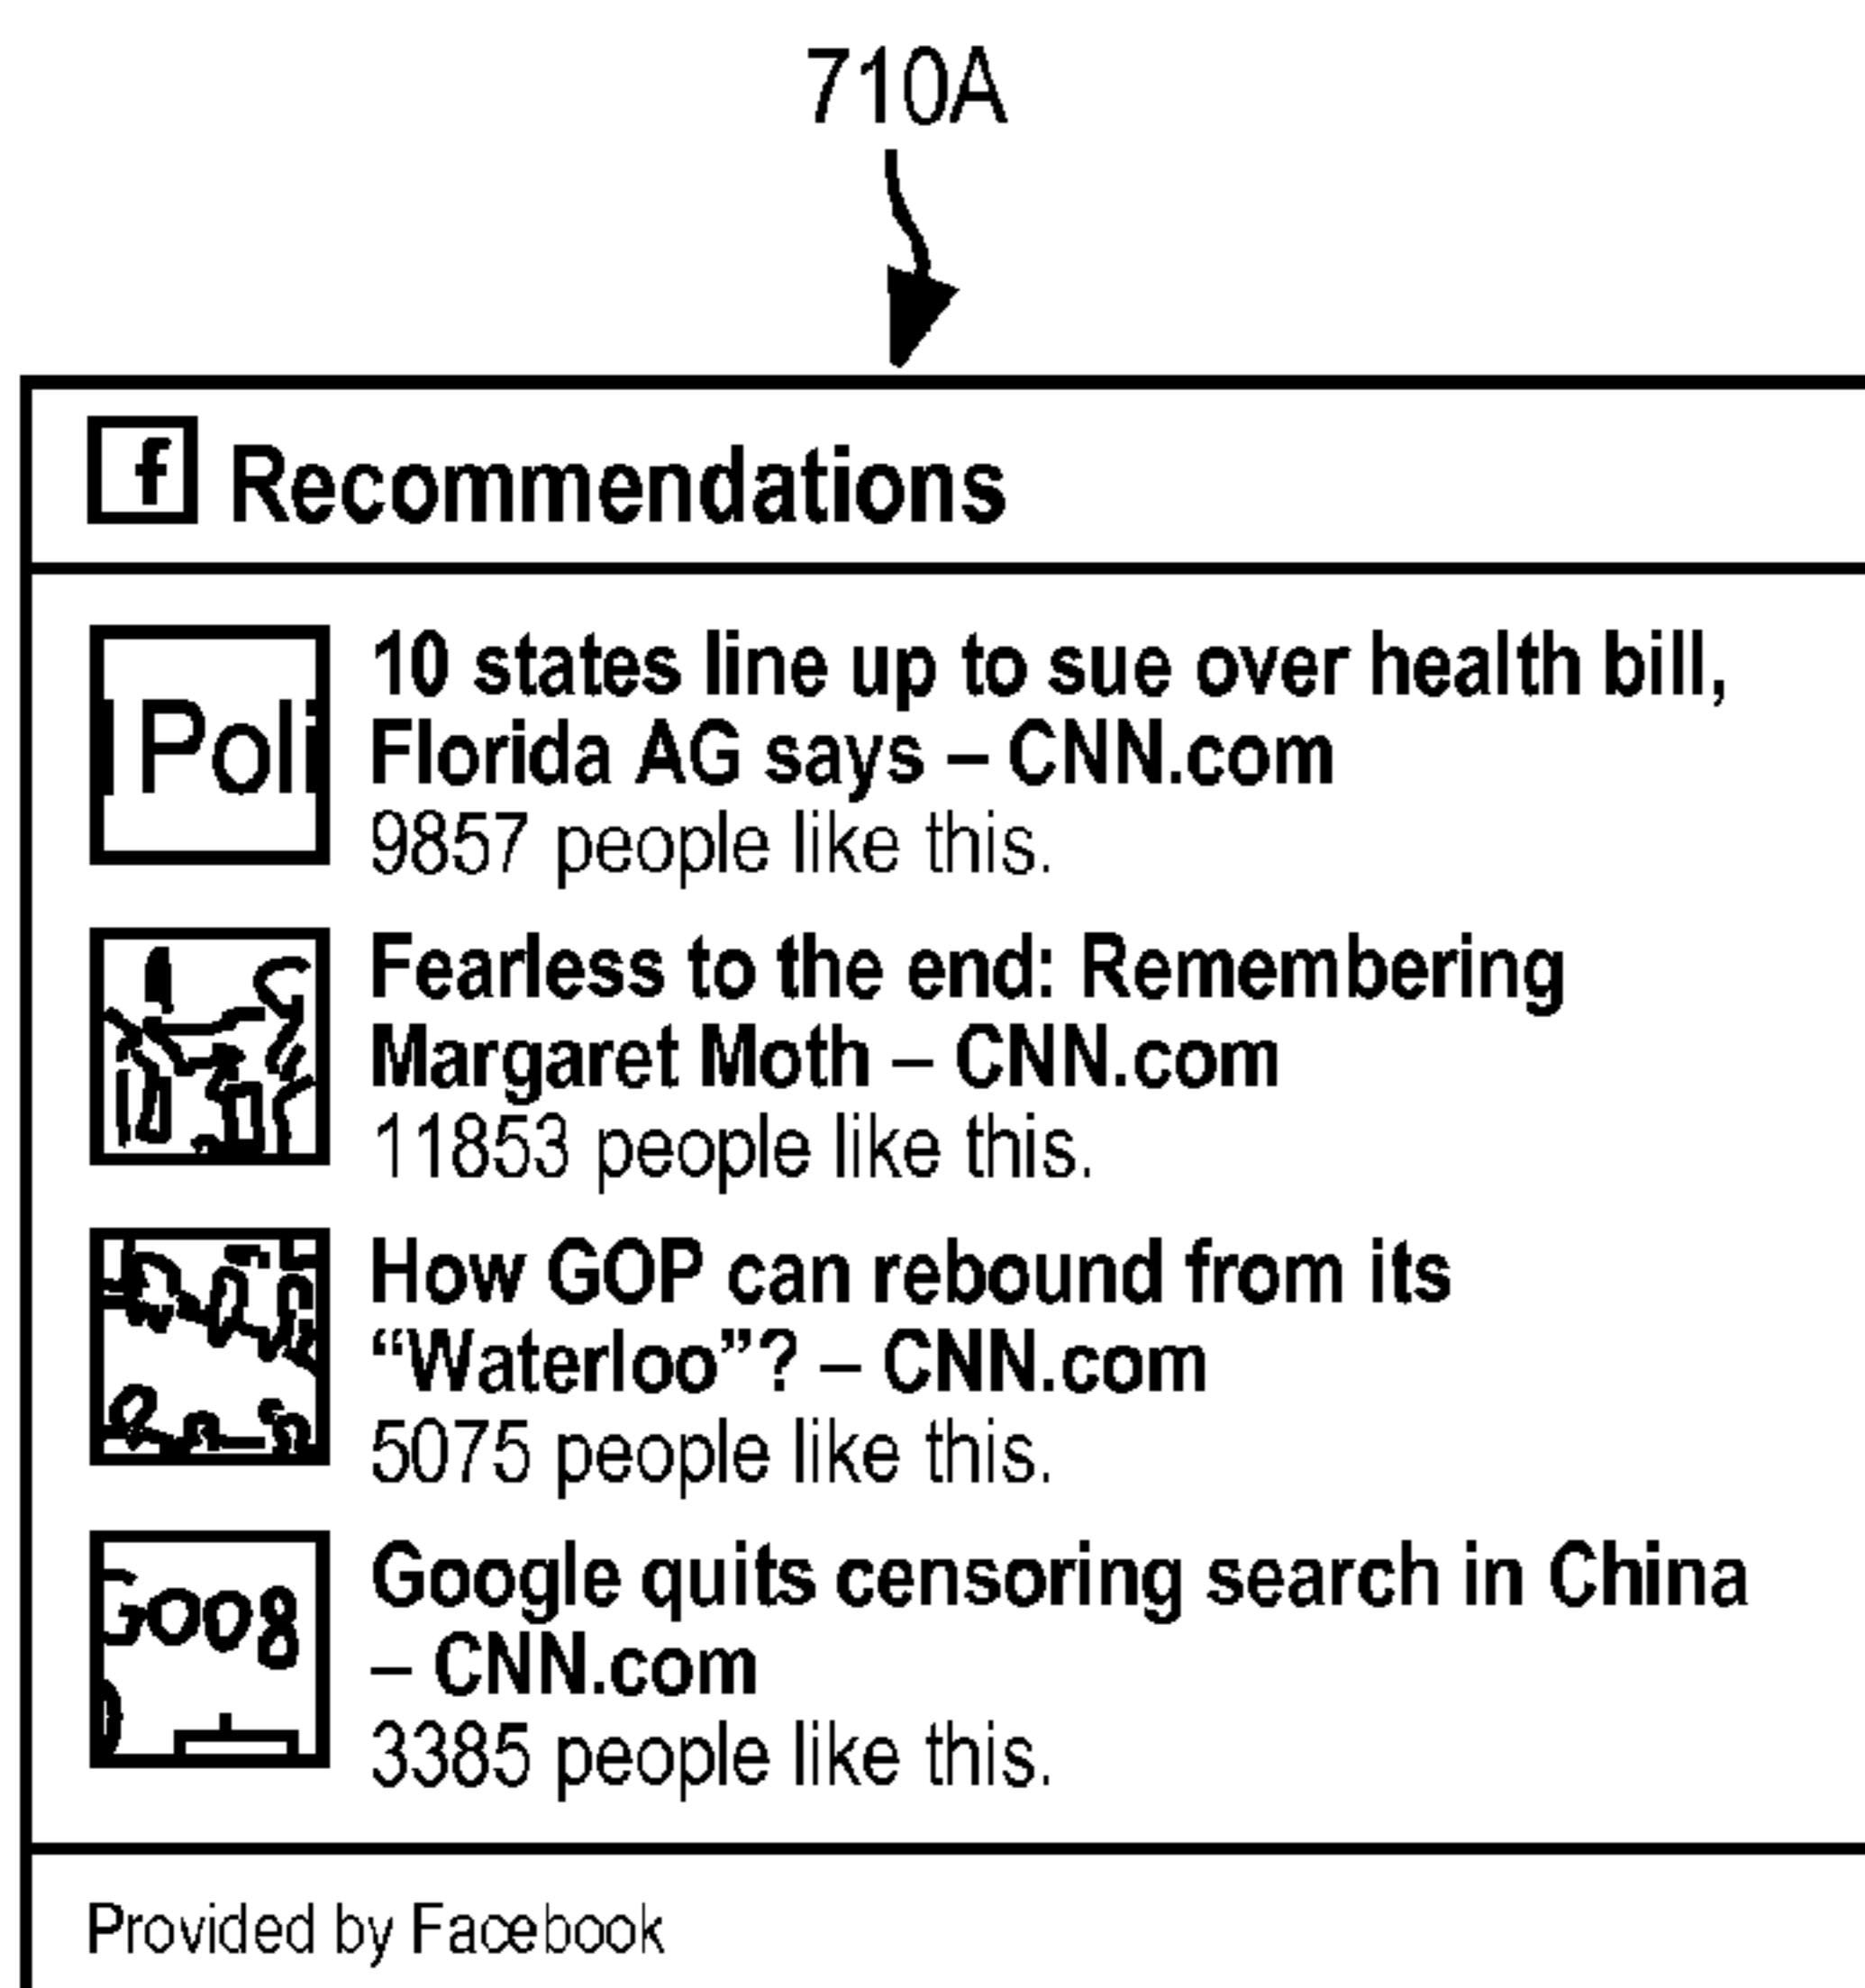 710A
f Recommendations
Poli
10 states line up to sue over health bill,
Florida AG says – CNN.com
9857 people like this.
Fearless to the end: Remembering
Margaret Moth – CNN.com
11853 people like this.
How GOP can rebound from its
“Waterloo”? – CNN.com
5075 people like this.
Goog
Google quits censoring search in China
– CNN.com
3385 people like this.
Provided by Facebook